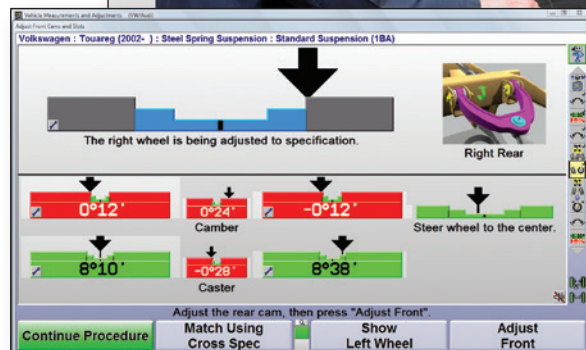 Vehicle Measurements and Adjustments (VW/Audi)
Adjust Front Cams and Slots
Volkswagen : Touareg (2002- ) : Steel Spring Suspension : Standard Suspension (1BA)
The right wheel is being adjusted to specification.
Right Rear
0°12' 0°24' -0°12'
Camber
Steer wheel to the center.
8°10' -0°28' 8°38'
Caster
Adjust the rear cam, then press "Adjust Front".
Continue Procedure
Match Using Cross Spec
Show Left Wheel
Adjust Front